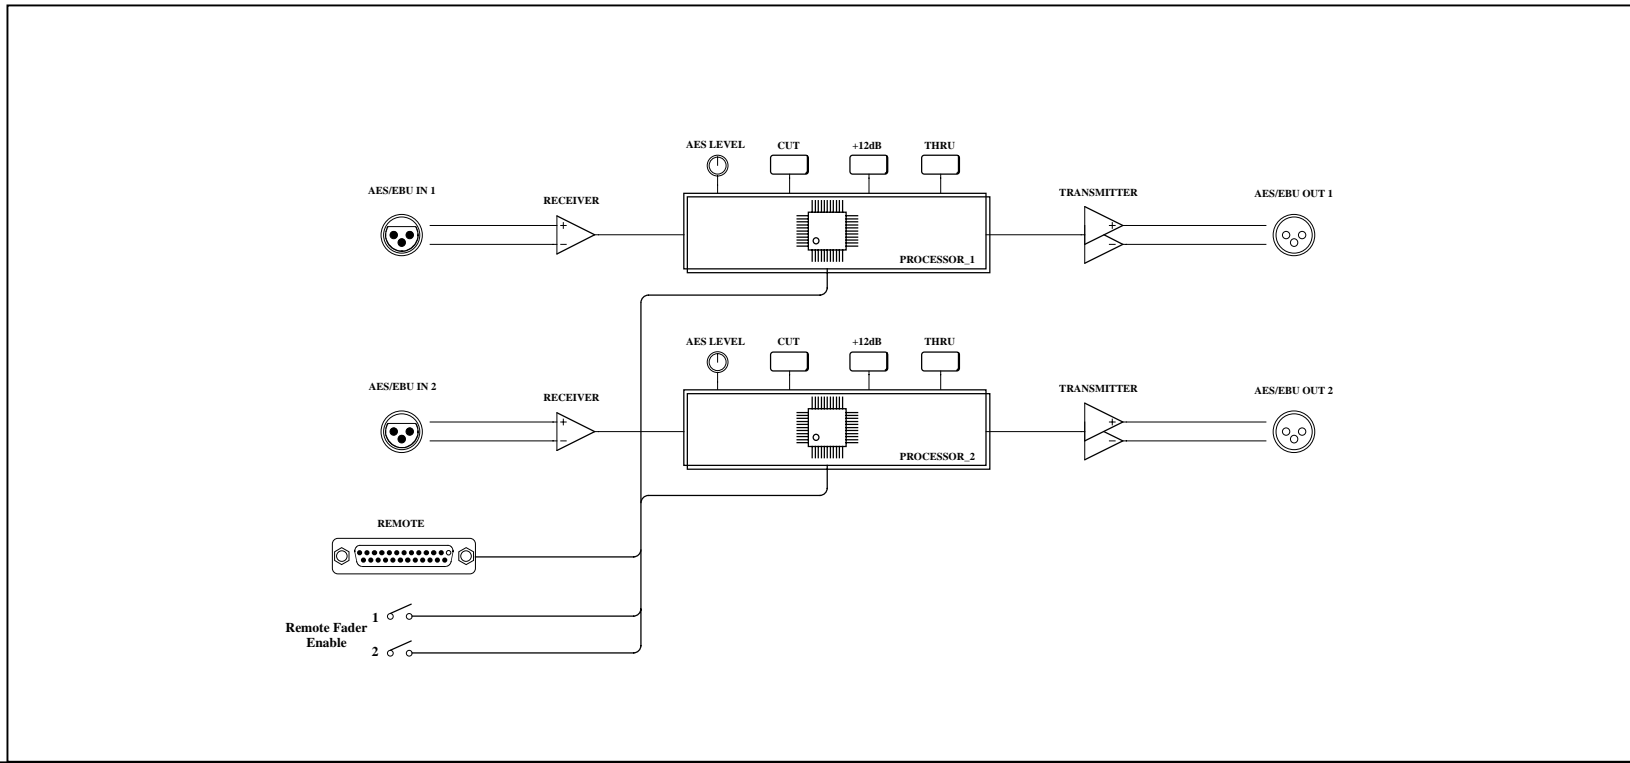 AES LEVEL CUT +12dB THRU
AES/EBU IN 1
RECEIVER
TRANSMITTER
AES/EBU OUT 1
+
−
+
−
PROCESSOR_1
AES LEVEL CUT +12dB THRU
AES/EBU IN 2
RECEIVER
TRANSMITTER
AES/EBU OUT 2
+
−
+
−
PROCESSOR_2
REMOTE
1
Remote Fader
Enable
2